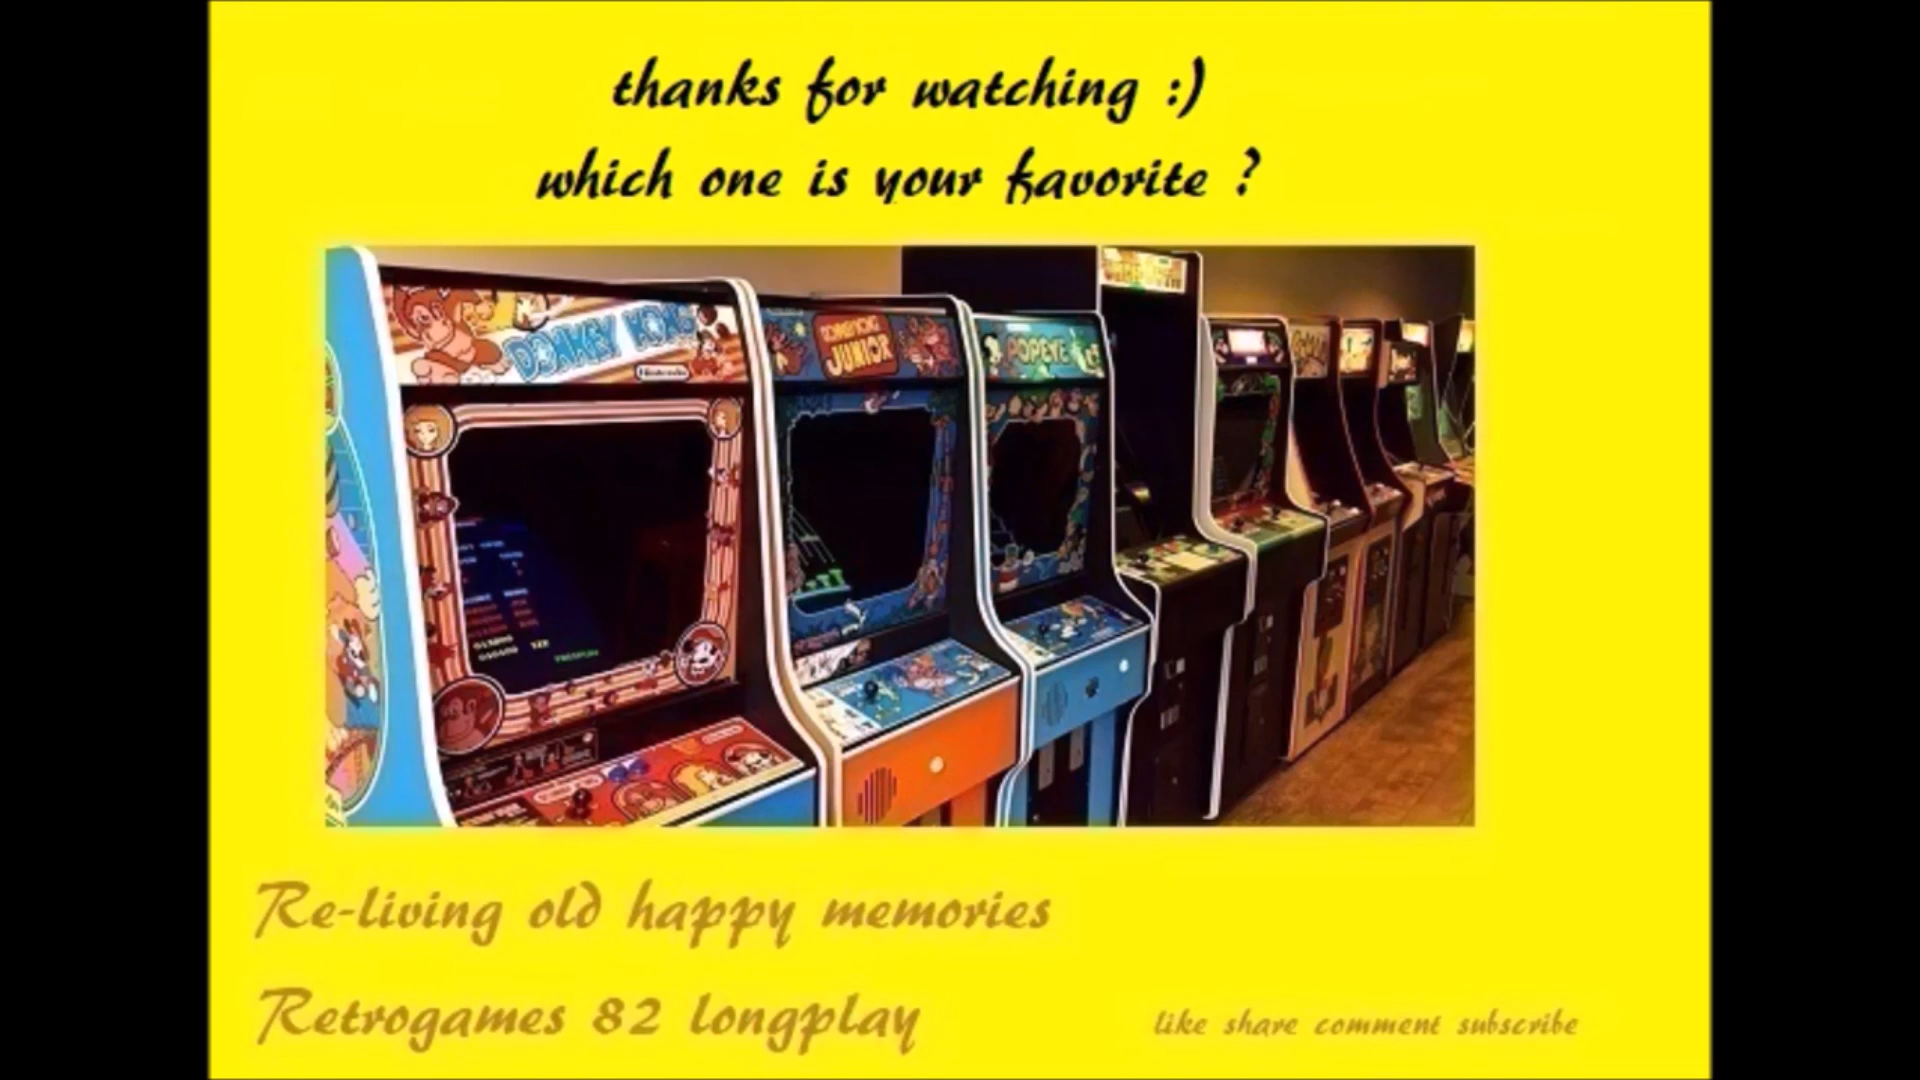 thanks for watching :)
which one is your favorite ?
DONKEY KONG
Nintendo
DONKEY KONG
JUNIOR
POPEYE
Re-living old happy memories
Retrogames 82 longplay
like share comment subscribe